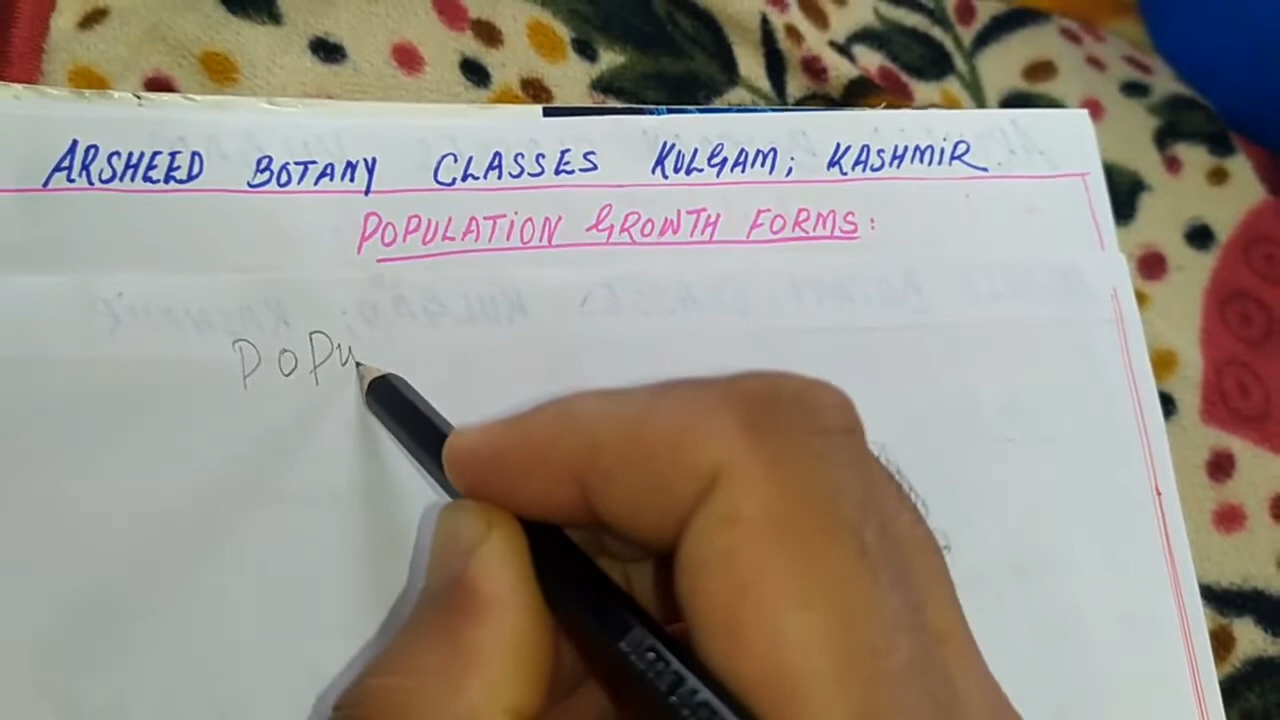 ARSHEED BOTANY CLASSES KULGAM; KASHMIR.
POPULATION GROWTH FORMS:
POPU